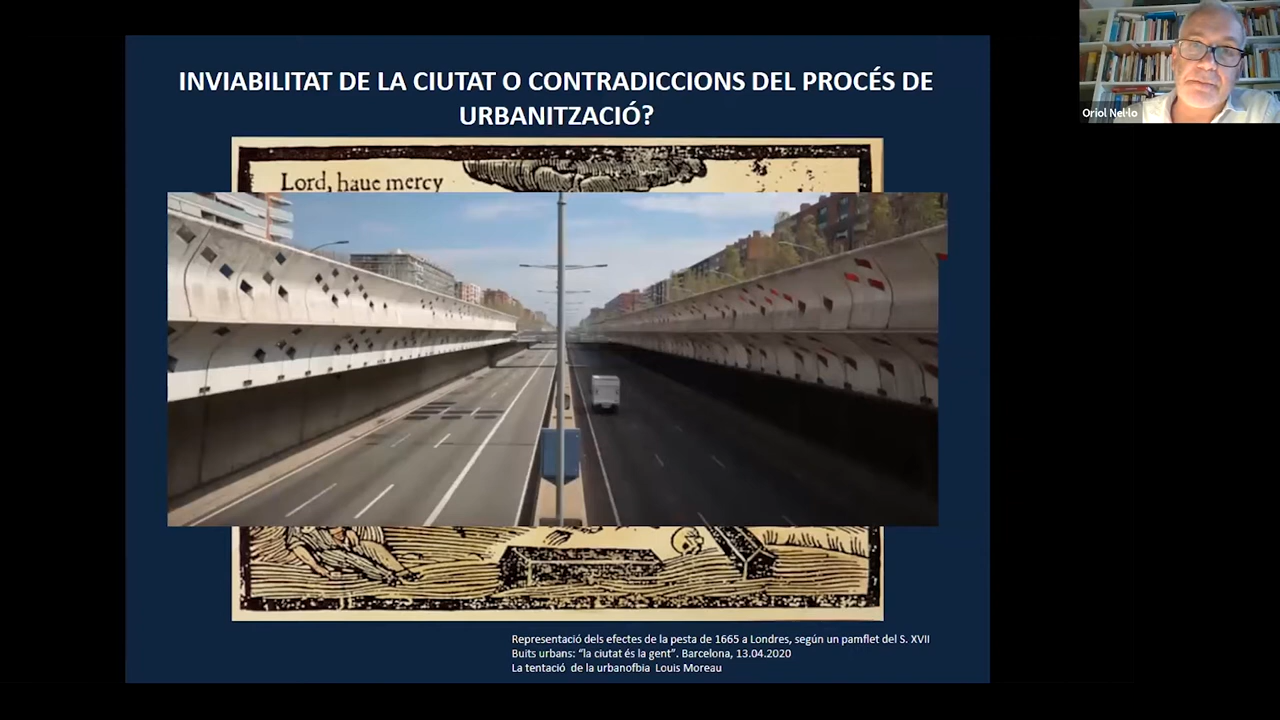 INVIABILITAT DE LA CIUTAT O CONTRADICCIONS DEL PROCÉS DE
URBANITZACIÓ?
Lord, haue mercy
Representació dels efectes de la pesta de 1665 a Londres, según un pamflet del S. XVII
Buits urbans: “la ciutat és la gent”. Barcelona, 13.04.2020
La tentació de la urbanofbia Louis Moreau
Oriol Nel·lo